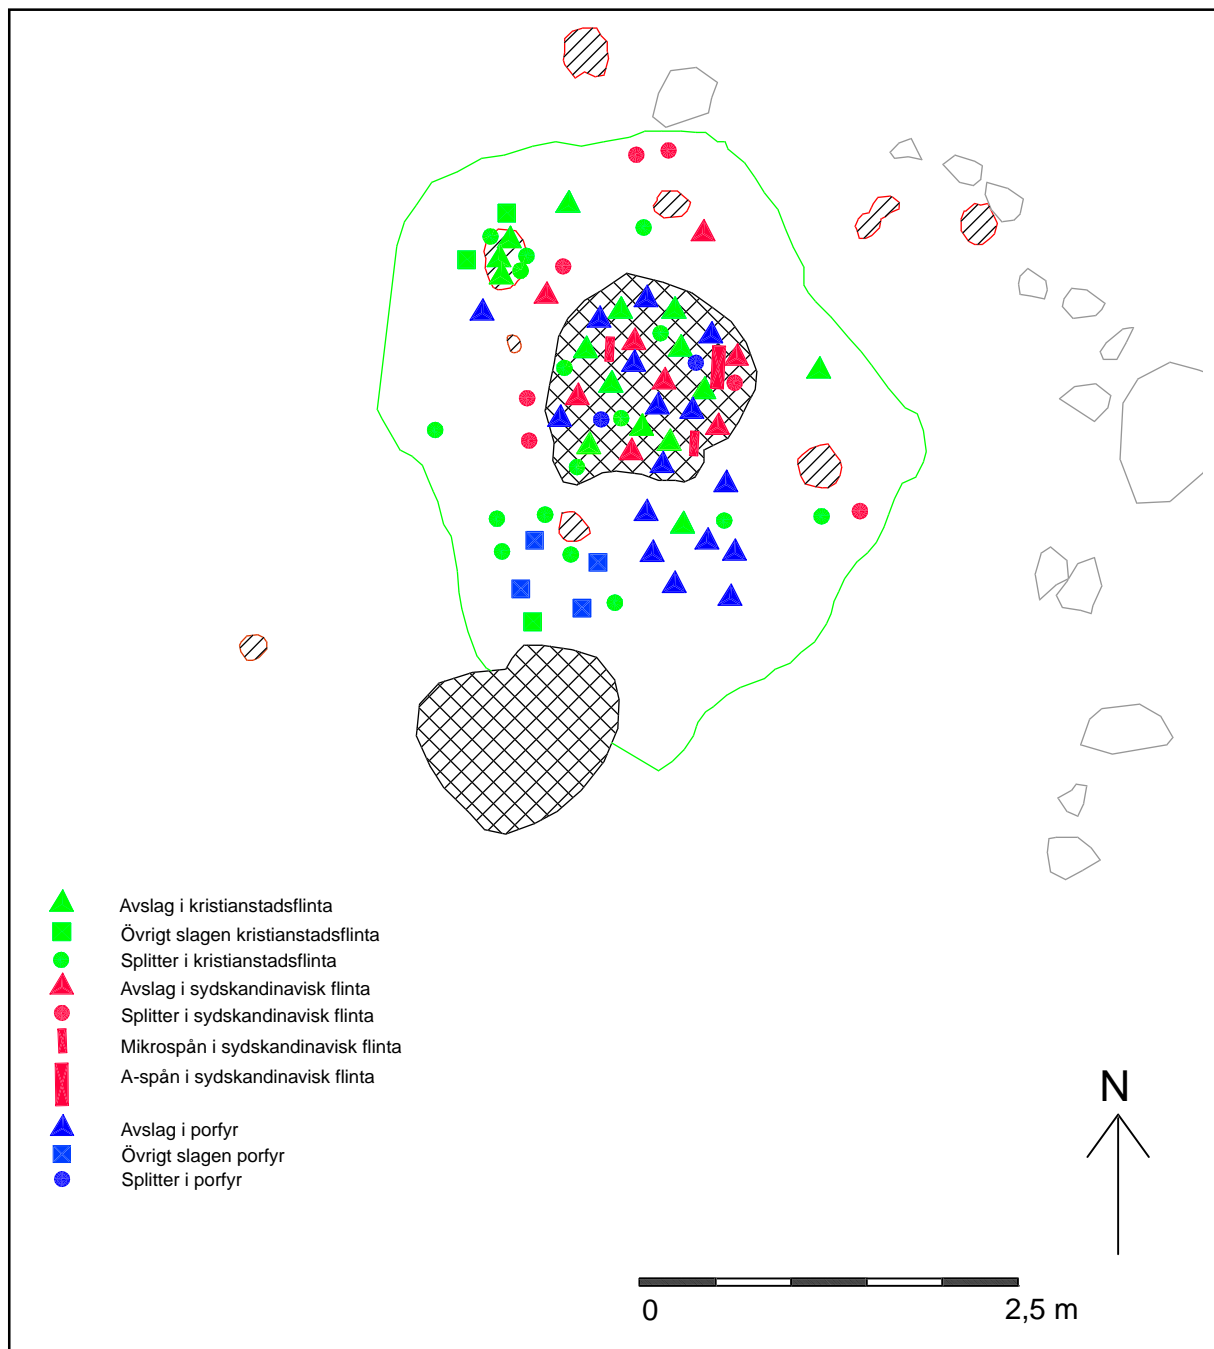 Avslag i kristianstadsflinta
Övrigt slagen kristianstadsflinta
Splitter i kristianstadsflinta
Avslag i sydskandinavisk flinta
Splitter i sydskandinavisk flinta
Mikrospån i sydskandinavisk flinta
A-spån i sydskandinavisk flinta
Avslag i porfyr
Övrigt slagen porfyr
Splitter i porfyr
N
0 2,5 m